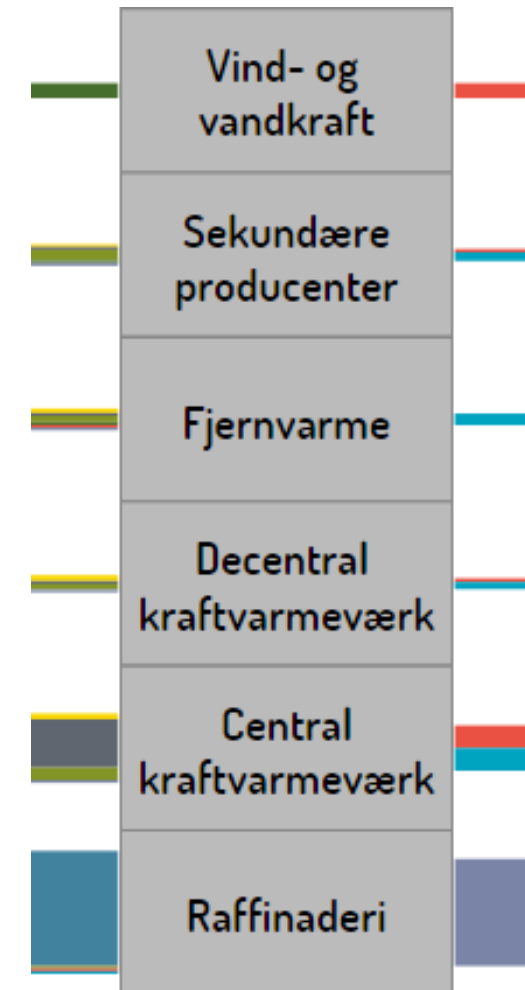 Vind- og
vandkraft
Sekundære
producenter
Fjernvarme
Decentral
kraftvarmeværk
Central
kraftvarmeværk
Raffinaderi